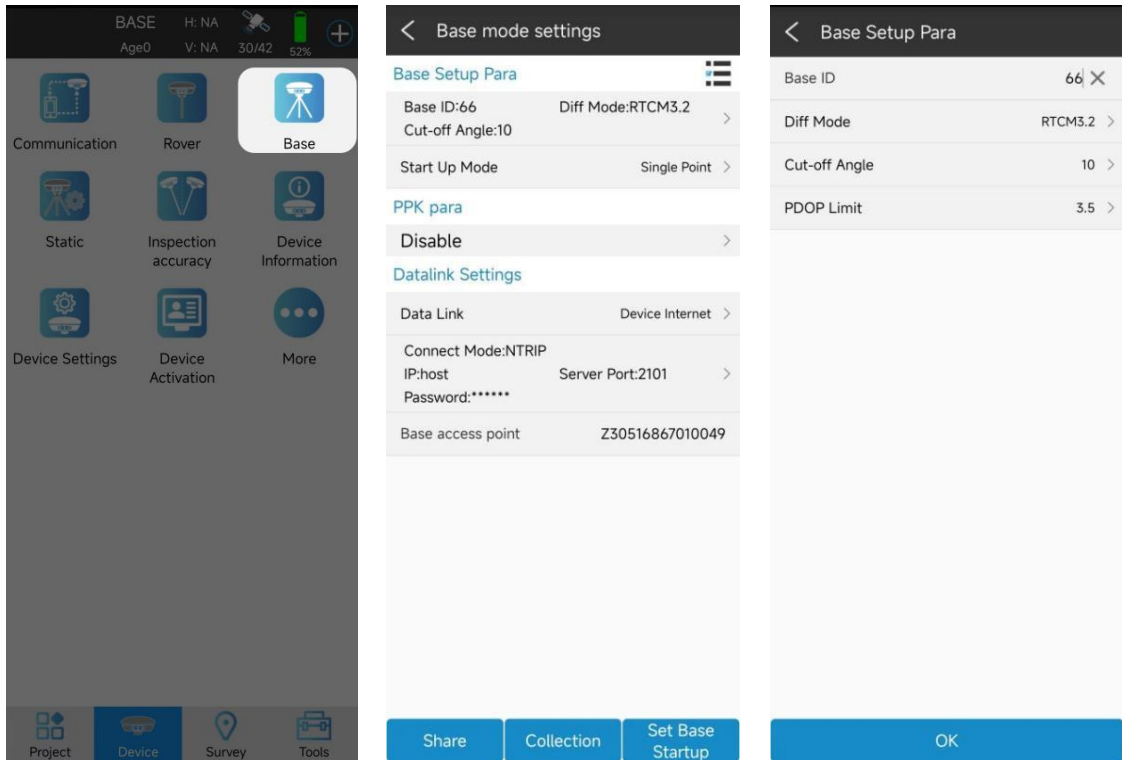 BASE H: NA
Age0 V: NA 30/42 52%
Communication Rover Base
Static Inspection accuracy Device Information
Device Settings Device Activation More
Project Device Survey Tools
Base mode settings
Base Setup Para
Base ID:66 Diff Mode:RTCM3.2
Cut-off Angle:10
Start Up Mode Single Point
PPK para
Disable
Datalink Settings
Data Link Device Internet
Connect Mode:NTRIP
IP:host Server Port:2101
Password:******
Base access point Z30516867010049
Share Collection Set Base Startup
Base Setup Para
Base ID 66
Diff Mode RTCM3.2
Cut-off Angle 10
PDOP Limit 3.5
OK